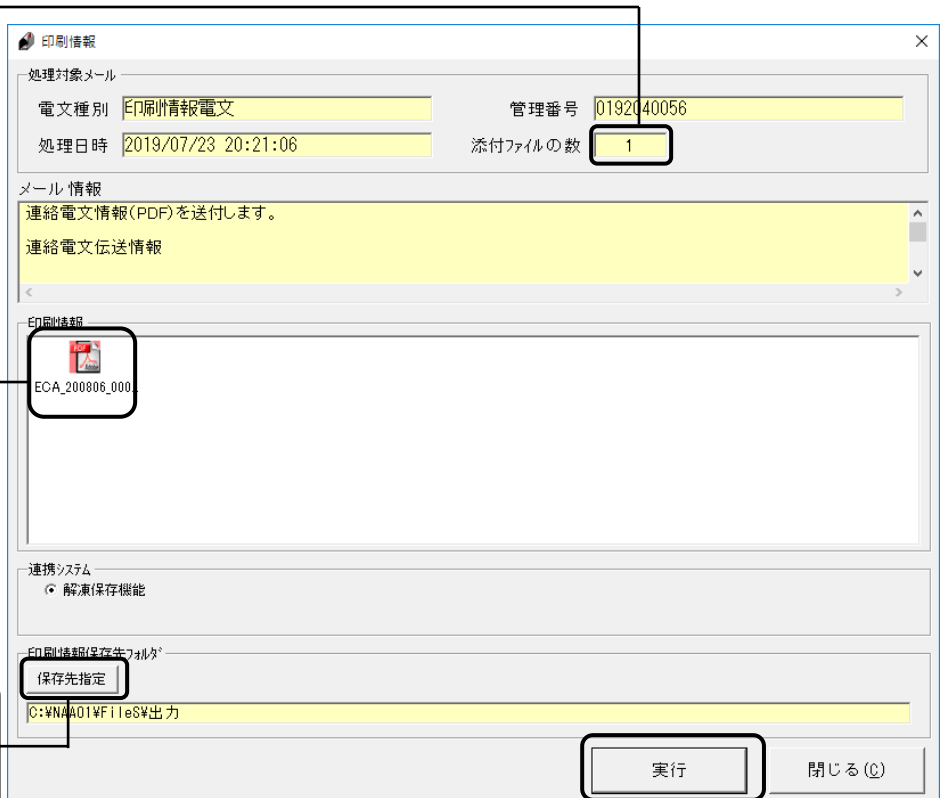 印刷情報
処理対象メール
電文種別 印刷情報電文 管理番号 0192040056
処理日時 2019/07/23 20:21:06 添付ファイルの数 1
メール情報
連絡電文情報(PDF)を送付します。
連絡電文伝送情報
印刷情報
PDF
Adobe
ECA_200806_000...
連携システム
解凍保存機能
印刷情報保存先フォルダ
保存先指定
C:¥NAA01¥FileS¥出力
実行 閉じる(C)